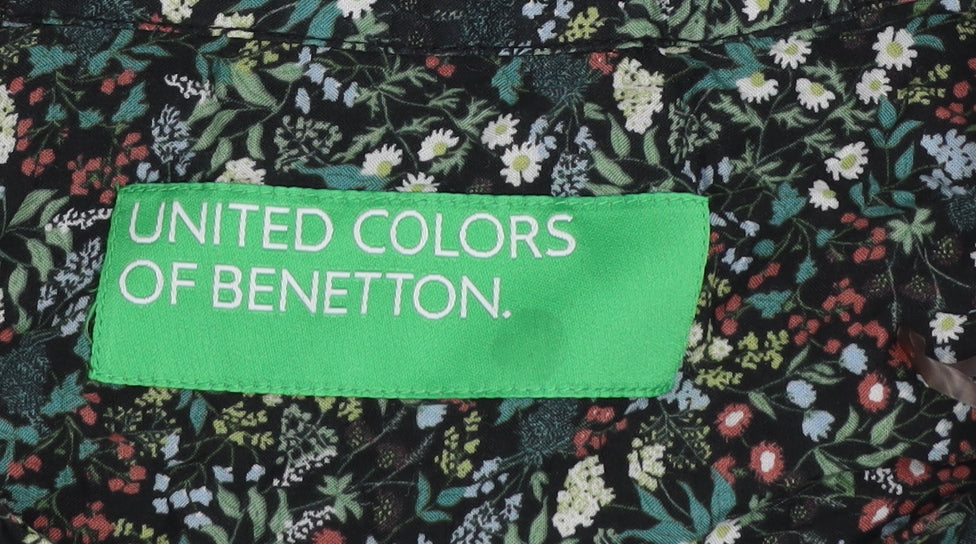 UNITED COLORS
OF BENETTON.